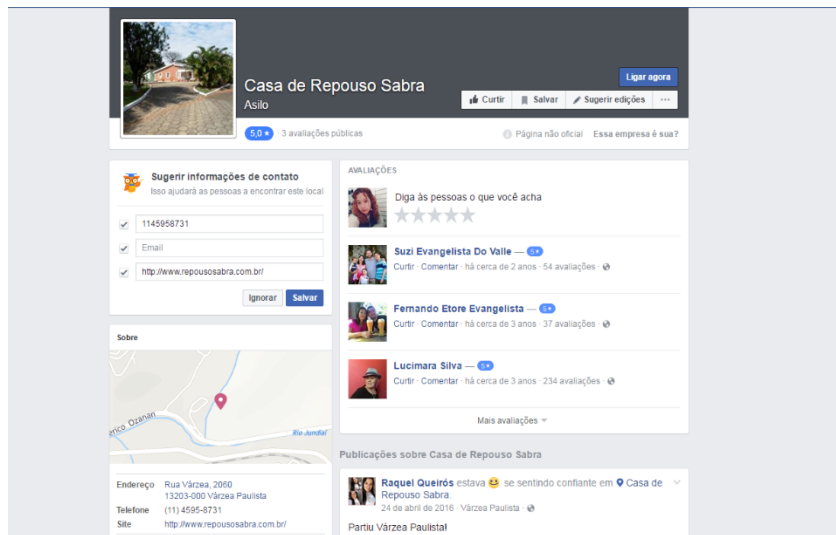 Casa de Repouso Sabra
Asilo
Ligar agora
Curtir Salvar Sugerir edições ...
5,0 ★ 3 avaliações públicas
Página não oficial Essa empresa é sua?
Sugerir informações de contato
Isso ajudará as pessoas a encontrar este local
1145958731
Email
http://www.repousosabra.com.br/
Ignorar Salvar
Sobre
erico Ozanan
Rio Jundiaí
Endereço Rua Várzea, 2060
13203-000 Várzea Paulista
Telefone (11) 4595-8731
Site http://www.repousosabra.com.br/
AVALIAÇÕES
Diga às pessoas o que você acha
Suzi Evangelista Do Valle — 5★
Curtir · Comentar · há cerca de 2 anos · 54 avaliações ·
Fernando Etore Evangelista — 5★
Curtir · Comentar · há cerca de 3 anos · 37 avaliações ·
Lucimara Silva — 5★
Curtir · Comentar · há cerca de 3 anos · 234 avaliações ·
Mais avaliações
Publicações sobre Casa de Repouso Sabra
Raquel Queirós estava 😄 se sentindo confiante em Casa de
Repouso Sabra.
24 de abril de 2016 · Várzea Paulista ·
Partiu Várzea Paulista!